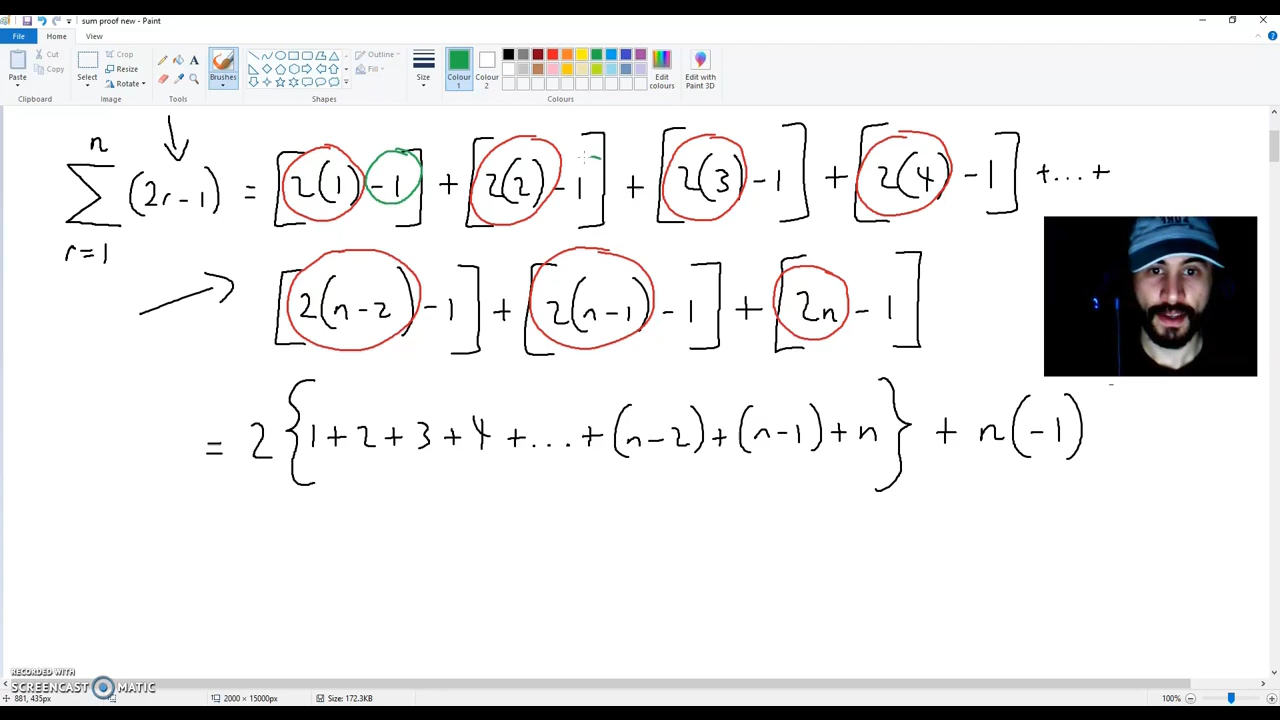 sum proof new - Paint
File Home View
Paste Cut Copy Clipboard
Select Crop Resize Rotate Image
A Tools
Brushes
Outline Fill Shapes
Size
Colour 1 Colour 2 Edit colours Colours
Edit with Paint 3D
n
∑ (2r-1) = [2(1)-1] + [2(2)-1] + [2(3)-1] + [2(4)-1] +...+
r=1
[2(n-2)-1] + [2(n-1)-1] + [2n-1]
= 2{1+2+3+4+...+(n-2)+(n-1)+n} + n(-1)
RECORDED WITH
SCREENCAST MATIC
881, 435px 2000 × 15000px Size: 172.3KB 100%